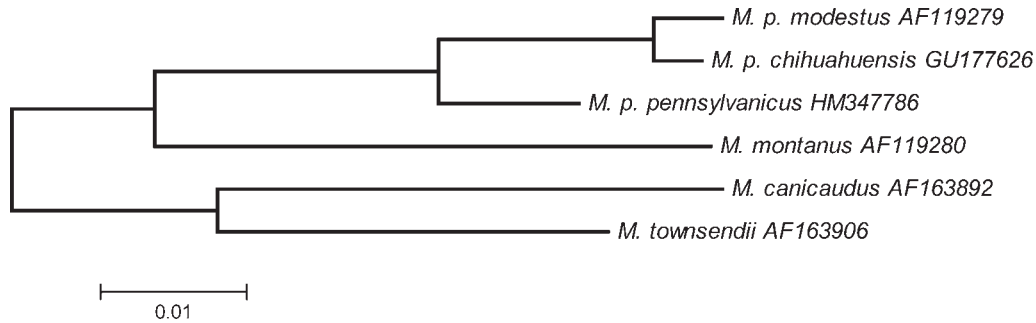 M. p. modestus AF119279
M. p. chihuahuensis GU177626
M. p. pennsylvanicus HM347786
M. montanus AF119280
M. canicaudus AF163892
M. townsendii AF163906
0.01